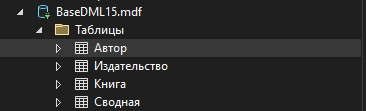 BaseDML15.mdf
Таблицы
Автор
Издательство
Книга
Сводная